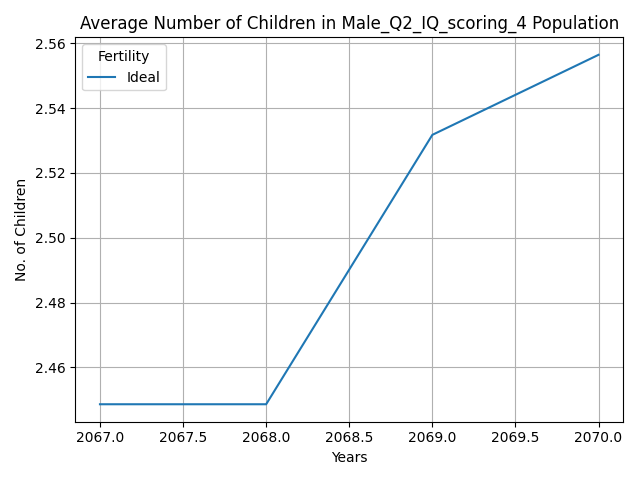 Average Number of Children in Male_Q2_IQ_scoring_4 Population
Fertility
Ideal
2.56
2.54
2.52
2.50
2.48
2.46
No. of Children
2067.0 2067.5 2068.0 2068.5 2069.0 2069.5 2070.0
Years